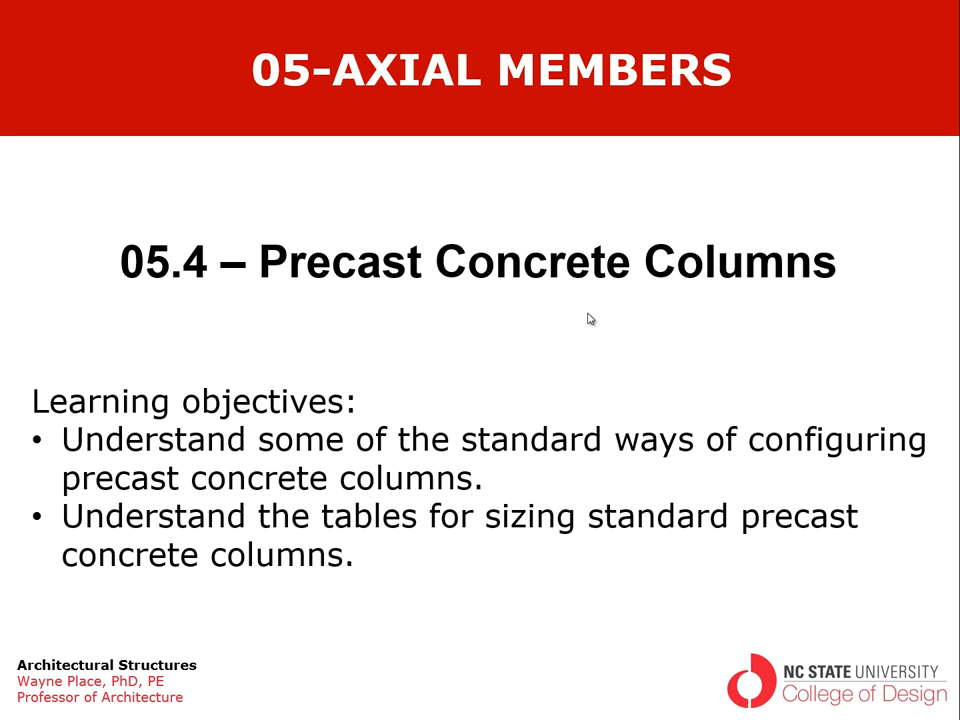 05-AXIAL MEMBERS
05.4 – Precast Concrete Columns
Learning objectives:
• Understand some of the standard ways of configuring
precast concrete columns.
• Understand the tables for sizing standard precast
concrete columns.
Architectural Structures
Wayne Place, PhD, PE
Professor of Architecture
NC STATE UNIVERSITY
College of Design